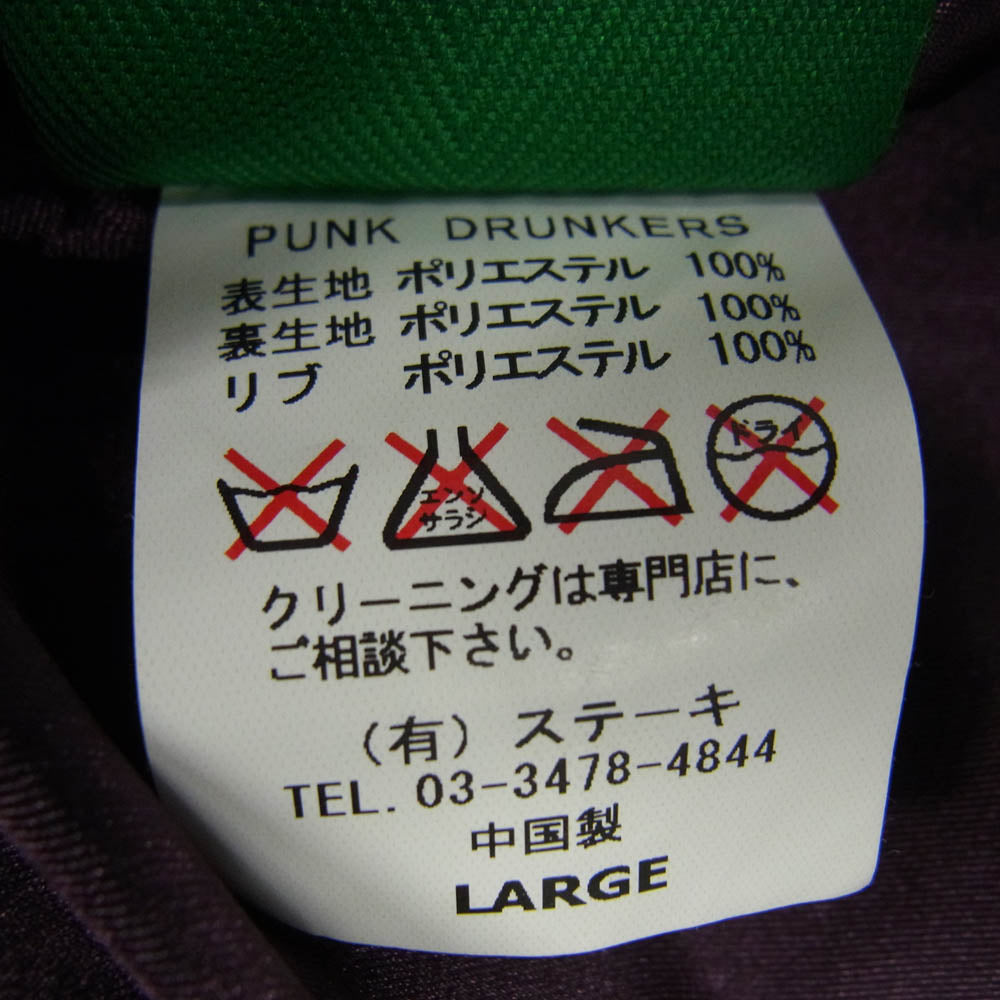 PUNK DRUNKERS
表生地 ポリエステル 100%
裏生地 ポリエステル 100%
リブ ポリエステル 100%
エンソ サラシ
ドライ
クリーニングは専門店に、
ご相談下さい。
（有）ステーキ
TEL. 03-3478-4844
中国製
LARGE